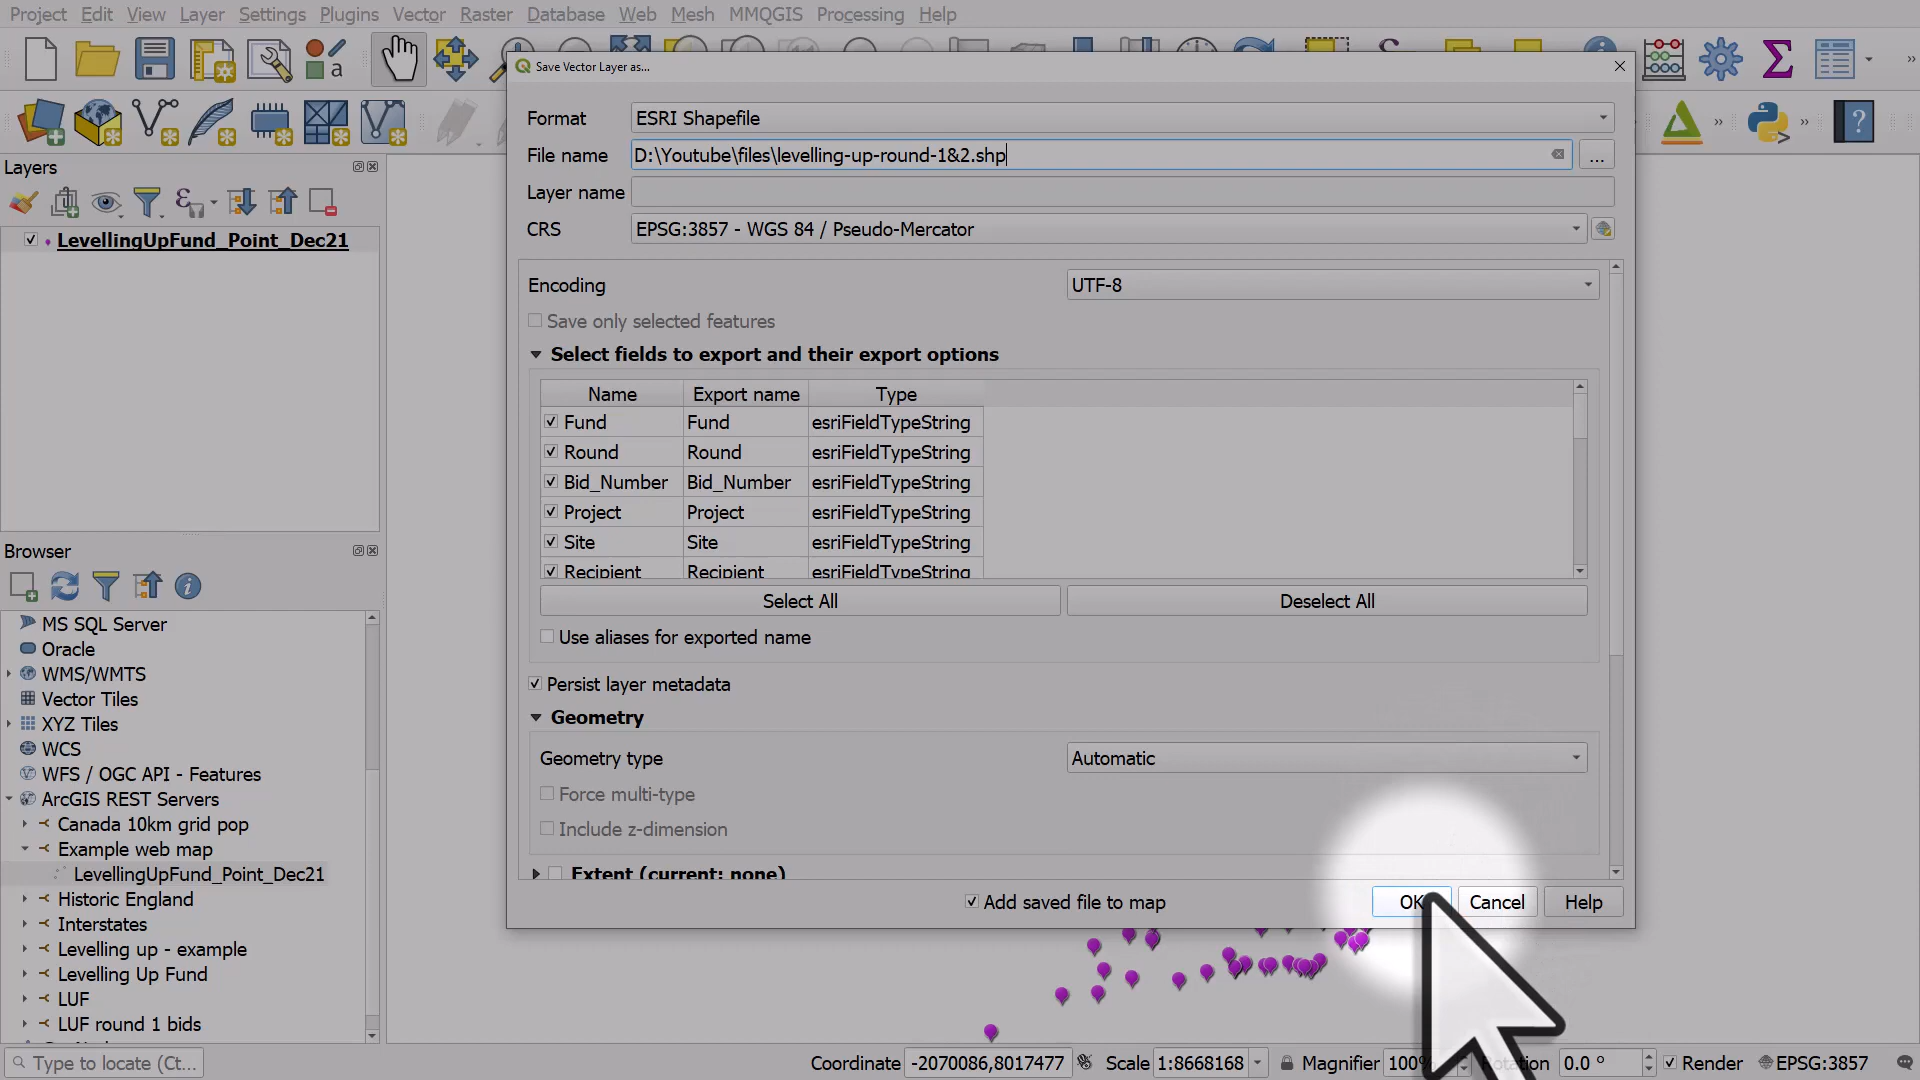 Project Edit View Layer Settings Plugins Vector Raster Database Web Mesh MMQGIS Processing Help
Save Vector Layer as...
Format ESRI Shapefile
File name D:\Youtube\files\levelling-up-round-1&2.shp ...
Layer name
CRS EPSG:3857 - WGS 84 / Pseudo-Mercator
Encoding UTF-8
Save only selected features
Select fields to export and their export options
Name Export name Type
Fund Fund esriFieldTypeString
Round Round esriFieldTypeString
Bid_Number Bid_Number esriFieldTypeString
Project Project esriFieldTypeString
Site Site esriFieldTypeString
Recipient Recipient esriFieldTypeString
Select All Deselect All
Use aliases for exported name
Persist layer metadata
Geometry
Geometry type Automatic
Force multi-type
Include z-dimension
Extent (current: none)
Add saved file to map OK Cancel Help
Layers
LevellingUpFund_Point_Dec21
Browser
MS SQL Server
Oracle
WMS/WMTS
Vector Tiles
XYZ Tiles
WCS
WFS / OGC API - Features
ArcGIS REST Servers
Canada 10km grid pop
Example web map
LevellingUpFund_Point_Dec21
Historic England
Interstates
Levelling up - example
Levelling Up Fund
LUF
LUF round 1 bids
Type to locate (Ct... Coordinate -2070086,8017477 Scale 1:8668168 Magnifier 100% Rotation 0.0 ° Render EPSG:3857